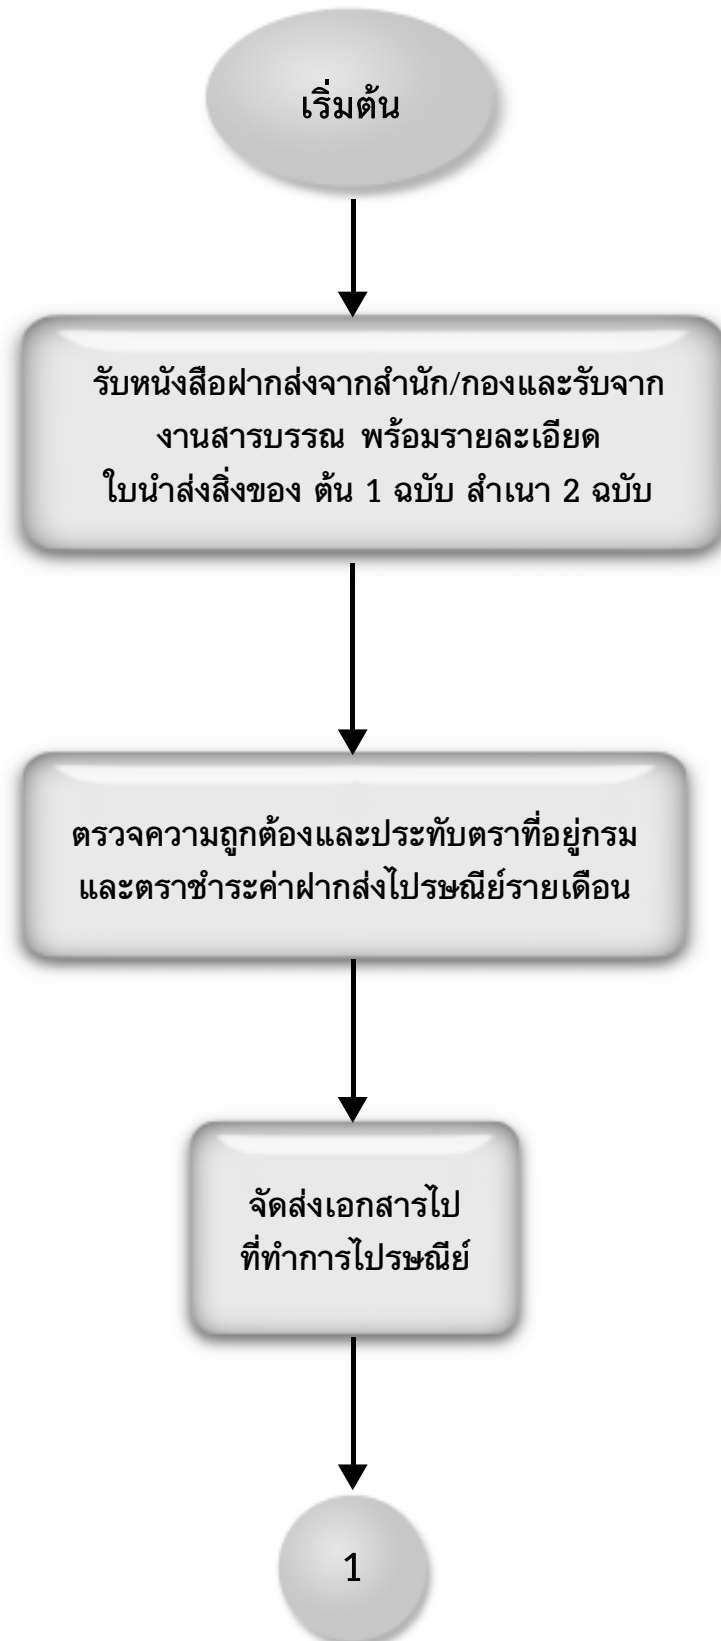 เริ่มต้น
รับหนังสือฝากส่งจากสำนัก/กองและรับจาก
งานสารบรรณ พร้อมรายละเอียด
ใบนำส่งสิ่งของ ต้น 1 ฉบับ สำเนา 2 ฉบับ
ตรวจความถูกต้องและประทับตราที่อยู่กรม
และตราชำระค่าฝากส่งไปรษณีย์รายเดือน
จัดส่งเอกสารไป
ที่ทำการไปรษณีย์
1